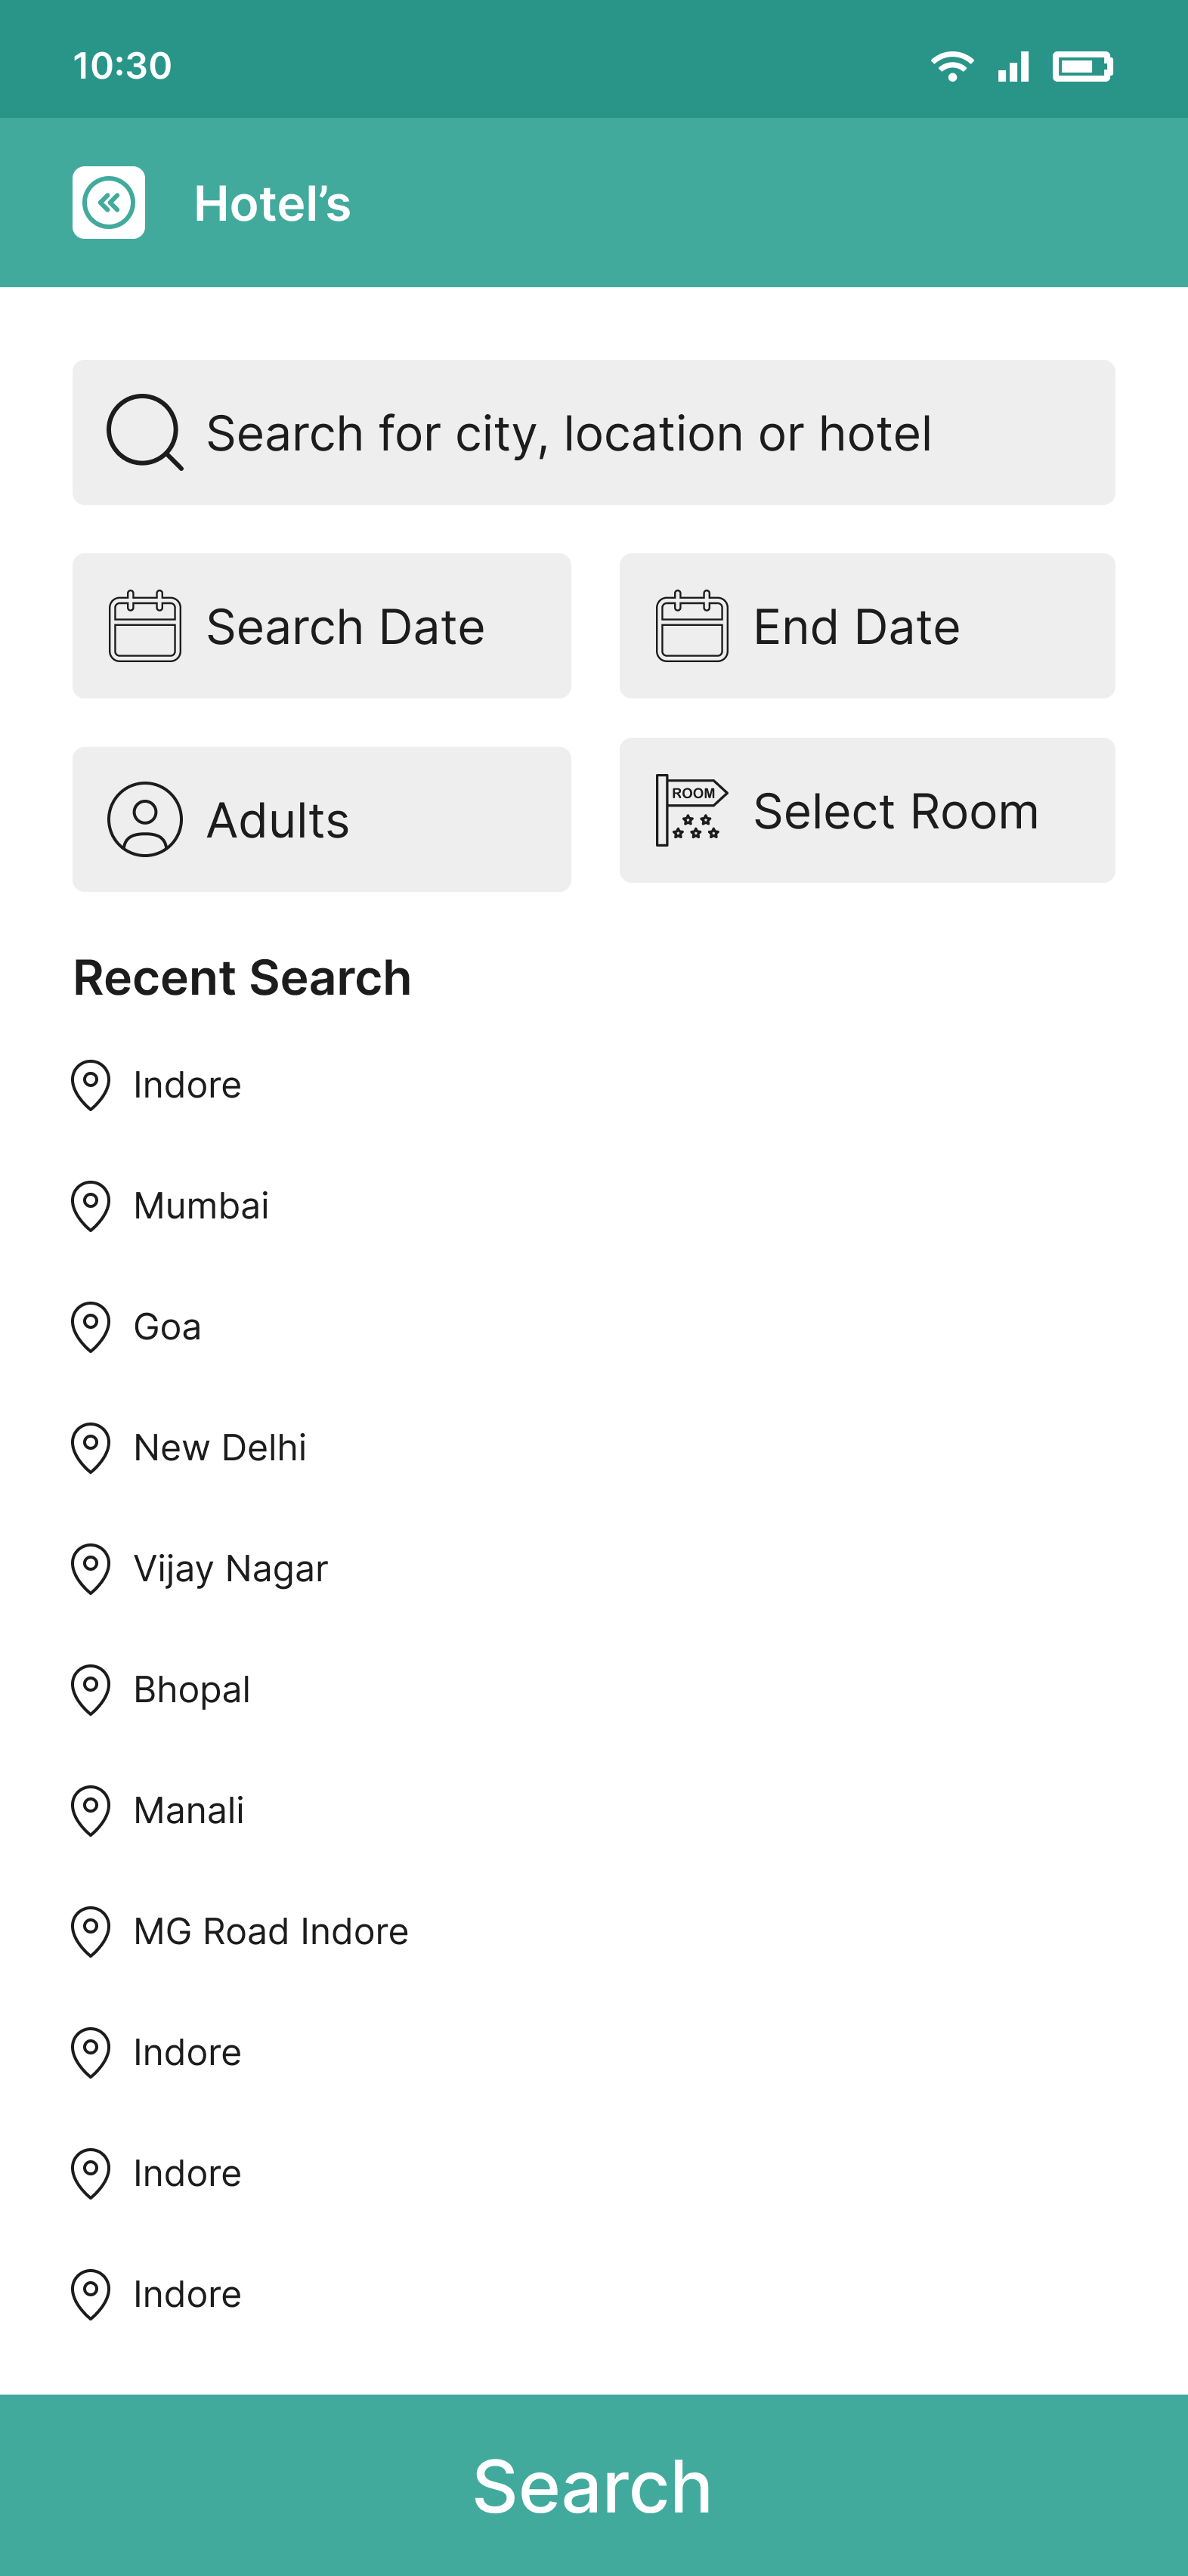 10:30
Hotel’s
Search for city, location or hotel
Search Date
End Date
Adults
ROOM
Select Room
Recent Search
Indore
Mumbai
Goa
New Delhi
Vijay Nagar
Bhopal
Manali
MG Road Indore
Indore
Indore
Indore
Search